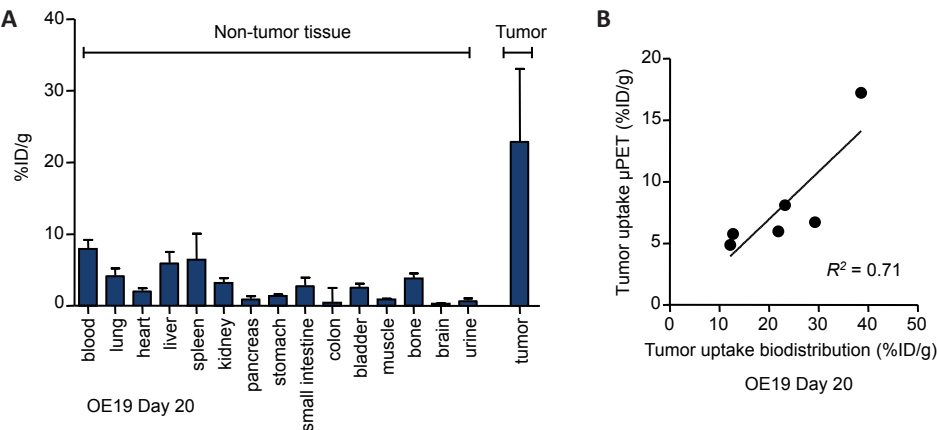 A
Non-tumor tissue
Tumor
%ID/g
40
30
20
10
0
blood
lung
heart
liver
spleen
kidney
pancreas
stomach
small intestine
colon
bladder
muscle
bone
brain
urine
tumor
OE19 Day 20
B
Tumor uptake µPET (%ID/g)
20
15
10
5
0
R² = 0.71
0 10 20 30 40 50
Tumor uptake biodistribution (%ID/g)
OE19 Day 20